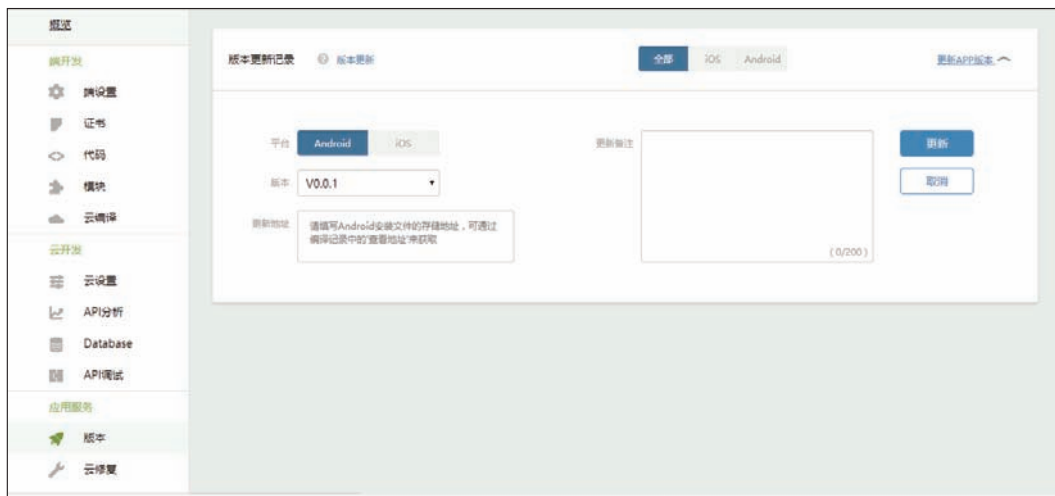 概览
端开发
端设置
证书
代码
模块
云编译
云开发
云设置
API分析
Database
API调试
应用服务
版本
云修复
版本更新记录 版本更新 全部 iOS Android 更新APP版本
平台 Android iOS
版本 V0.0.1
更新地址 请填写Android安装文件的存储地址，可通过
编译记录中的'查看地址'来获取
更新备注
(0/200)
更新
取消